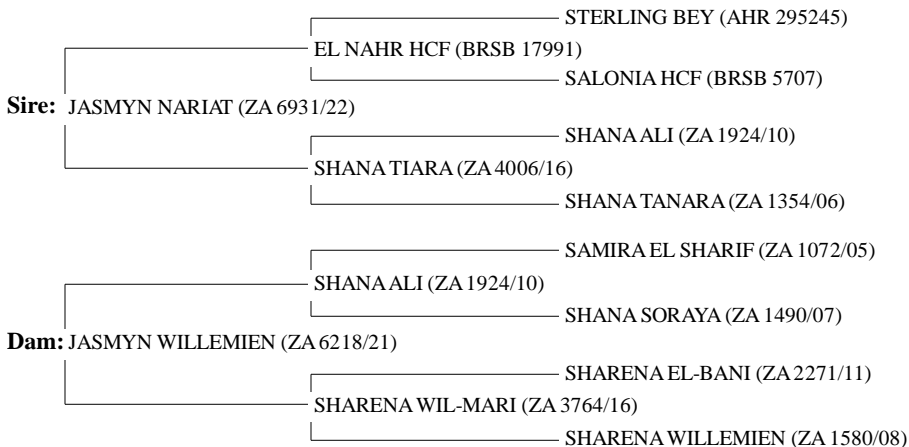 STERLING BEY (AHR 295245)
EL NAHR HCF (BRSB 17991)
SALONIA HCF (BRSB 5707)
Sire: JASMYN NARIAT (ZA 6931/22)
SHANA ALI (ZA 1924/10)
SHANA TIARA (ZA 4006/16)
SHANA TANARA (ZA 1354/06)
SAMIRA EL SHARIF (ZA 1072/05)
SHANA ALI (ZA 1924/10)
SHANA SORAYA (ZA 1490/07)
Dam: JASMYN WILLEMIEN (ZA 6218/21)
SHARENA EL-BANI (ZA 2271/11)
SHARENA WIL-MARI (ZA 3764/16)
SHARENA WILLEMIEN (ZA 1580/08)